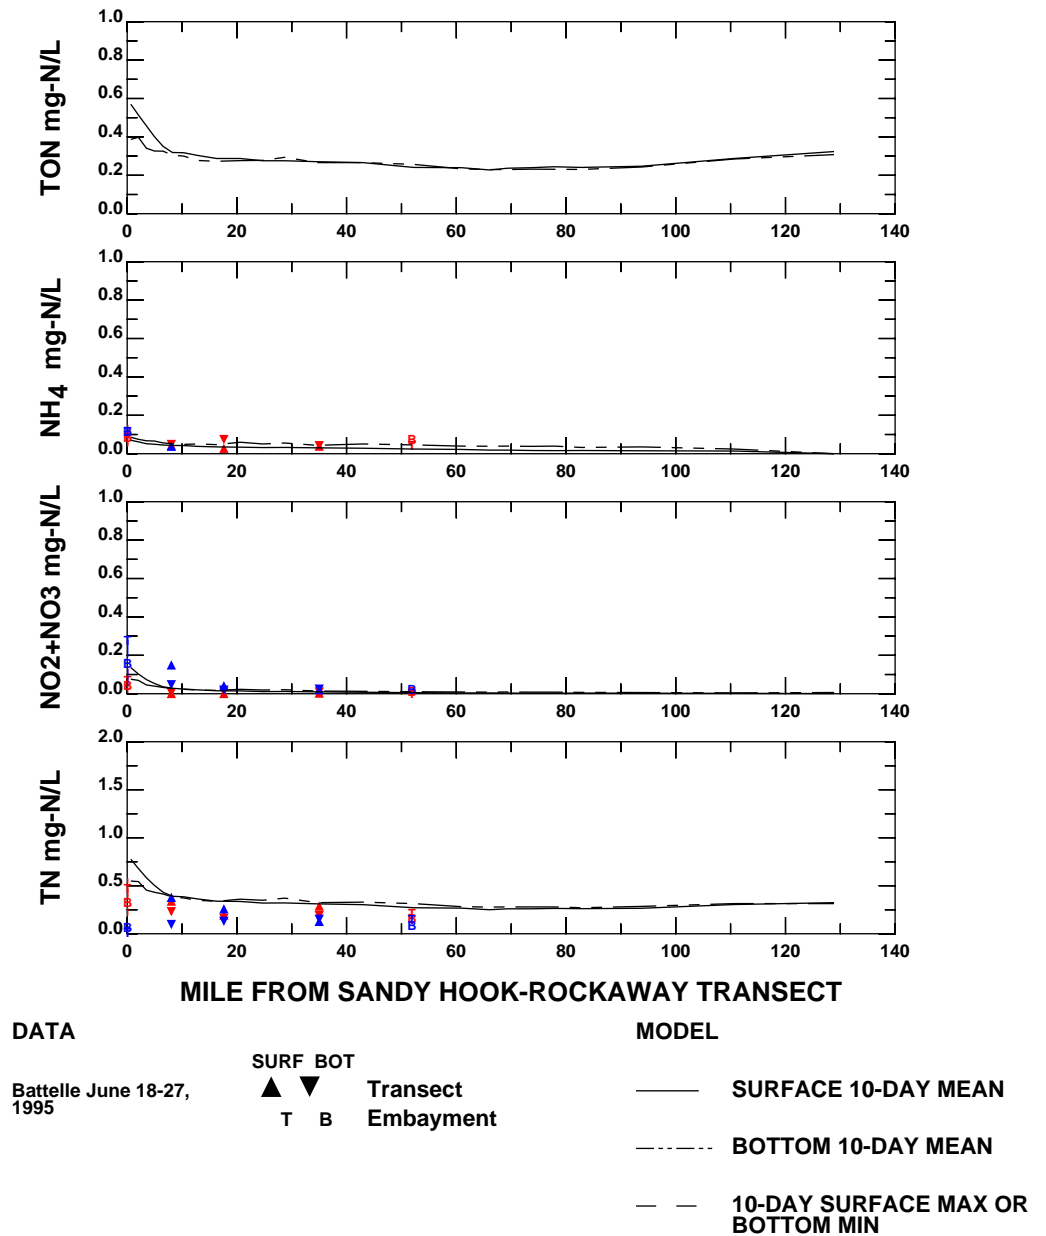 TON mg-N/L
1.0
0.8
0.6
0.4
0.2
0.0
0 20 40 60 80 100 120 140
NH4 mg-N/L
1.0
0.8
0.6
0.4
0.2
0.0
0 20 40 60 80 100 120 140
NO2+NO3 mg-N/L
1.0
0.8
0.6
0.4
0.2
0.0
T
B
T
B
B
T
0 20 40 60 80 100 120 140
TN mg-N/L
2.0
1.5
1.0
0.5
0.0
T
B
B
T
B
B
0 20 40 60 80 100 120 140
MILE FROM SANDY HOOK-ROCKAWAY TRANSECT
DATA
SURF BOT
Battelle June 18-27,
1995
Transect
T B Embayment
MODEL
SURFACE 10-DAY MEAN
BOTTOM 10-DAY MEAN
10-DAY SURFACE MAX OR
BOTTOM MIN